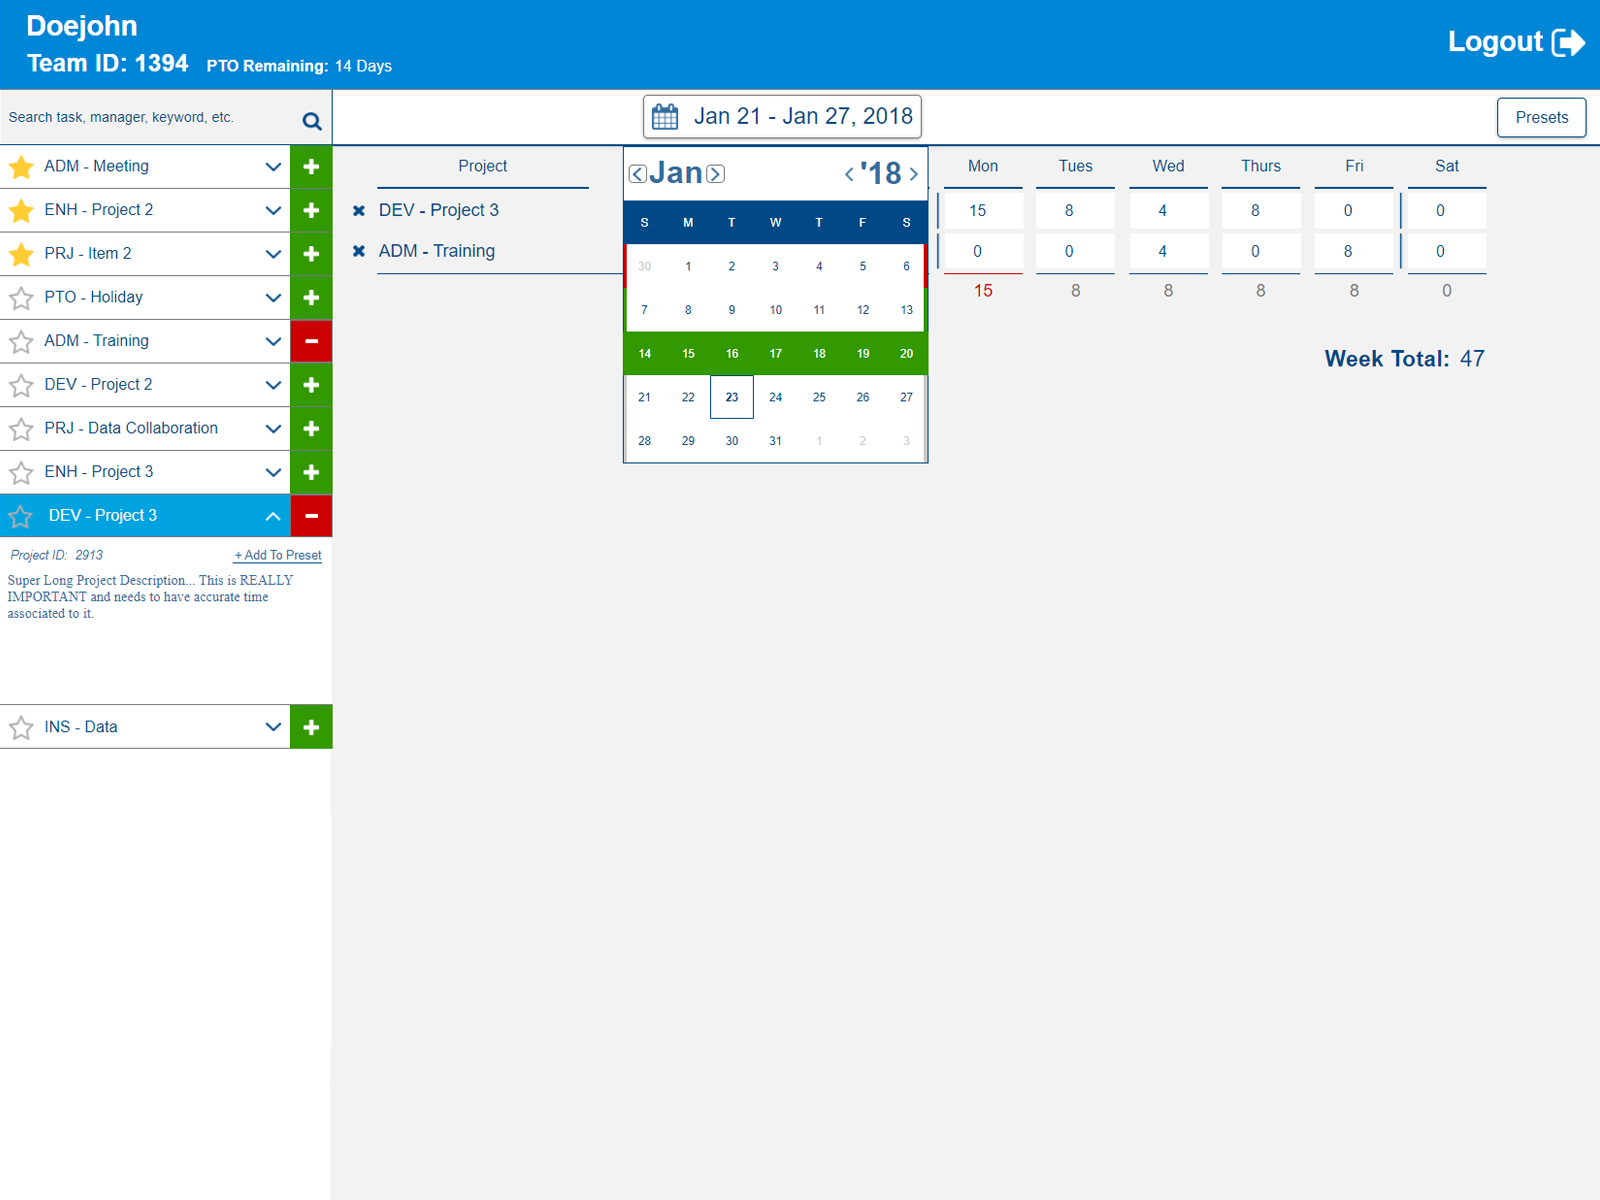 Doejohn
Team ID: 1394 PTO Remaining: 14 Days
Logout
Search task, manager, keyword, etc.
Jan 21 - Jan 27, 2018
Presets
ADM - Meeting
ENH - Project 2
PRJ - Item 2
PTO - Holiday
ADM - Training
DEV - Project 2
PRJ - Data Collaboration
ENH - Project 3
DEV - Project 3
Project ID: 2913 + Add To Preset
Super Long Project Description... This is REALLY
IMPORTANT and needs to have accurate time
associated to it.
INS - Data
Project
DEV - Project 3
ADM - Training
Jan '18
S M T W T F S
30 1 2 3 4 5 6
7 8 9 10 11 12 13
14 15 16 17 18 19 20
21 22 23 24 25 26 27
28 29 30 31 1 2 3
Mon Tues Wed Thurs Fri Sat
15 8 4 8 0 0
0 0 4 0 8 0
15 8 8 8 8 0
Week Total: 47